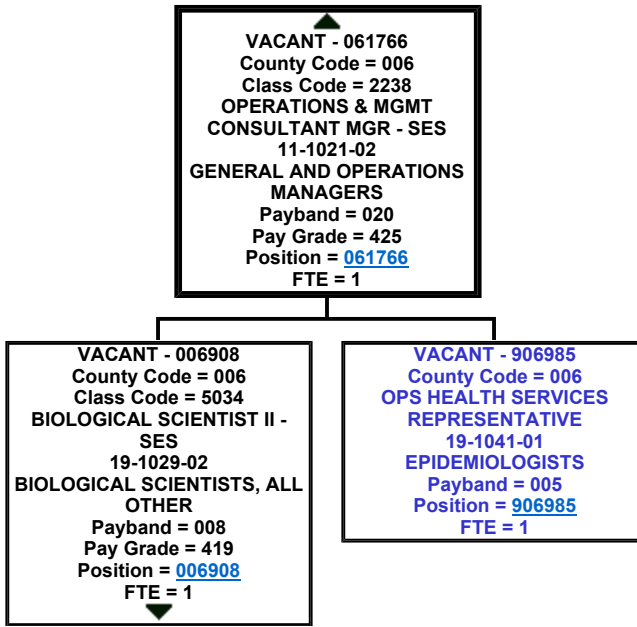 VACANT - 061766
County Code = 006
Class Code = 2238
OPERATIONS & MGMT
CONSULTANT MGR - SES
11-1021-02
GENERAL AND OPERATIONS
MANAGERS
Payband = 020
Pay Grade = 425
Position = 061766
FTE = 1
VACANT - 006908
County Code = 006
Class Code = 5034
BIOLOGICAL SCIENTIST II -
SES
19-1029-02
BIOLOGICAL SCIENTISTS, ALL
OTHER
Payband = 008
Pay Grade = 419
Position = 006908
FTE = 1
VACANT - 906985
County Code = 006
OPS HEALTH SERVICES
REPRESENTATIVE
19-1041-01
EPIDEMIOLOGISTS
Payband = 005
Position = 906985
FTE = 1